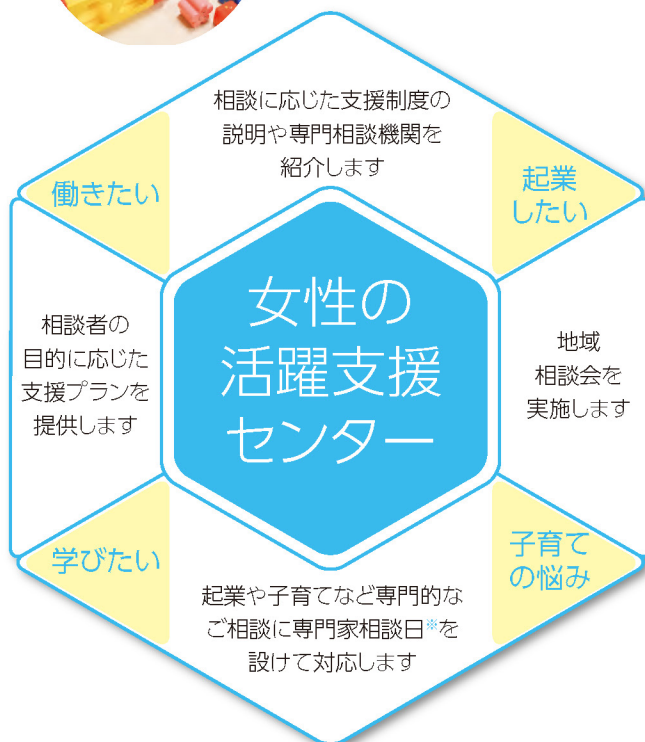 相談に応じた支援制度の
説明や専門相談機関を
紹介します
働きたい
起業
したい
女性の
活躍支援
センター
相談者の
目的に応じた
支援プランを
提供します
地域
相談会を
実施します
学びたい
子育て
の悩み
起業や子育てなど専門的な
ご相談に専門家相談日※を
設けて対応します